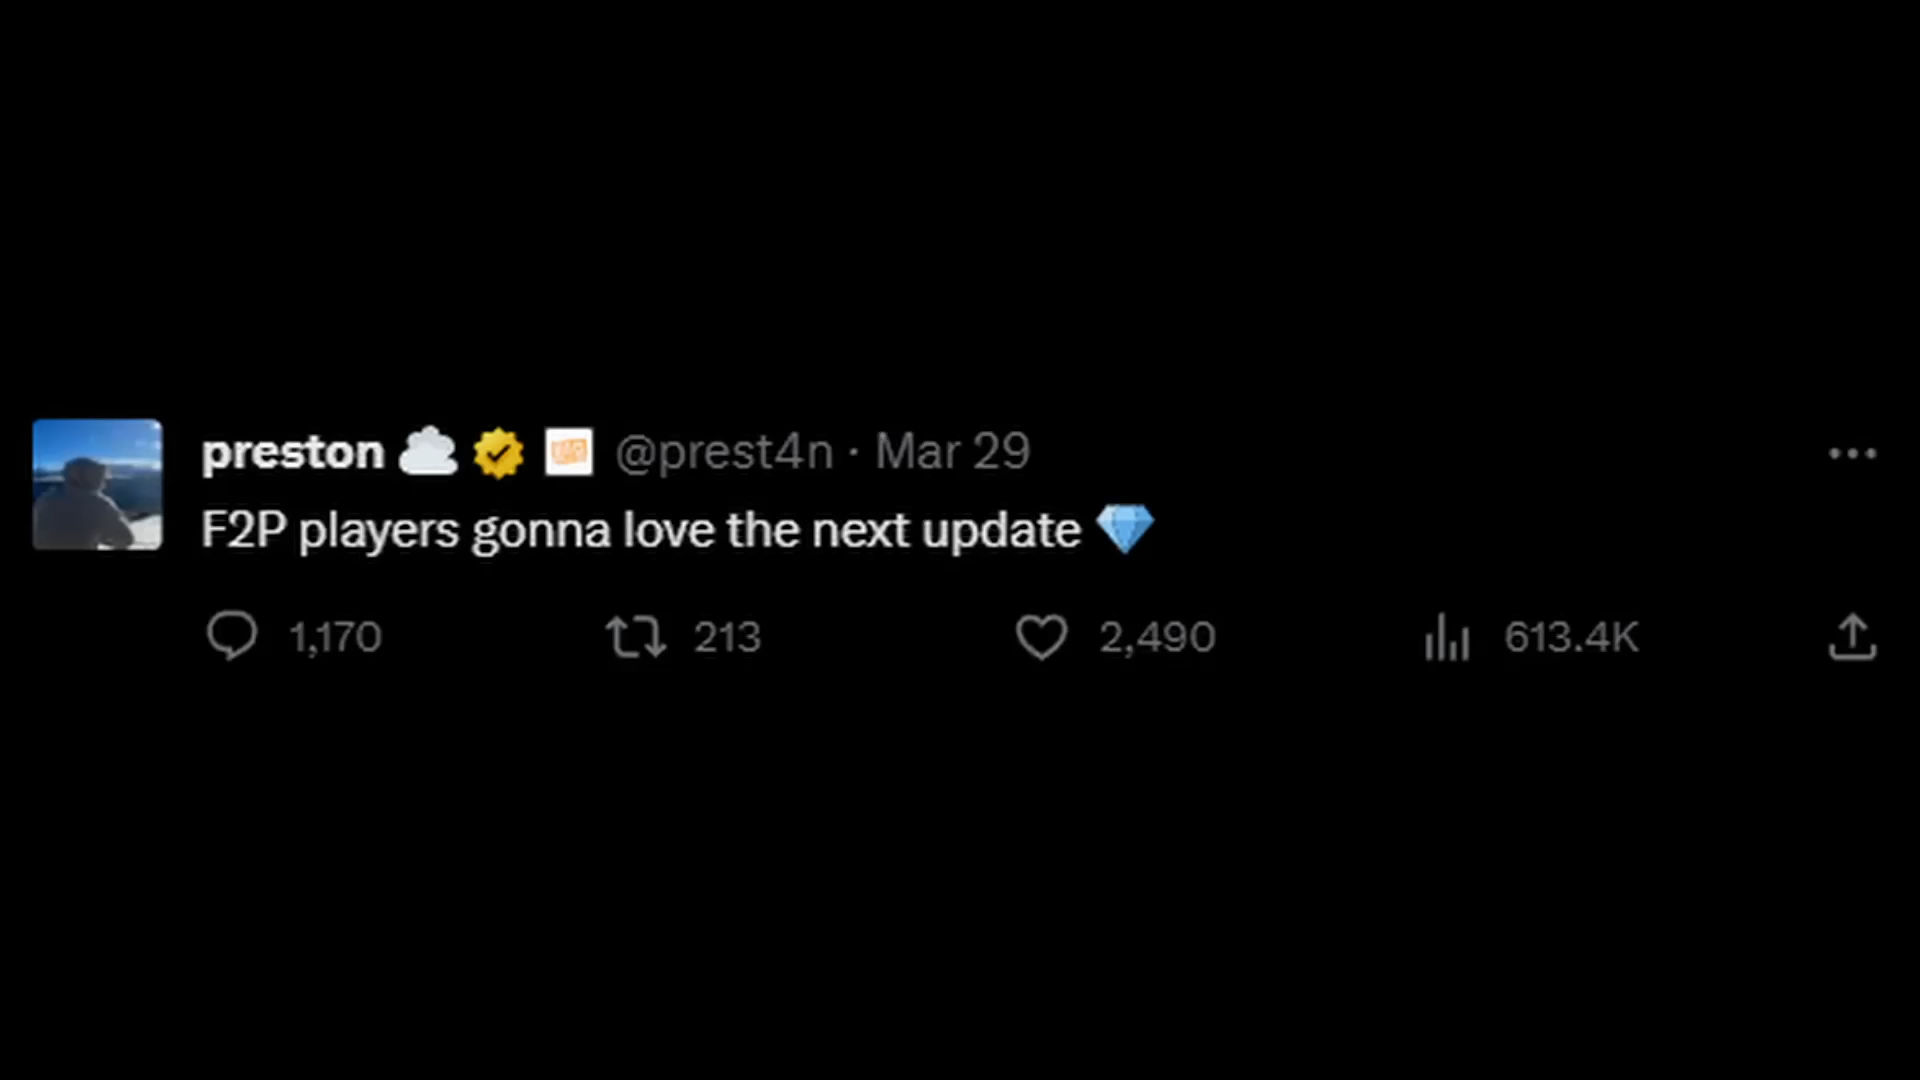 preston ☁️ @prest4n · Mar 29
F2P players gonna love the next update 💎
1,170 213 2,490 613.4K